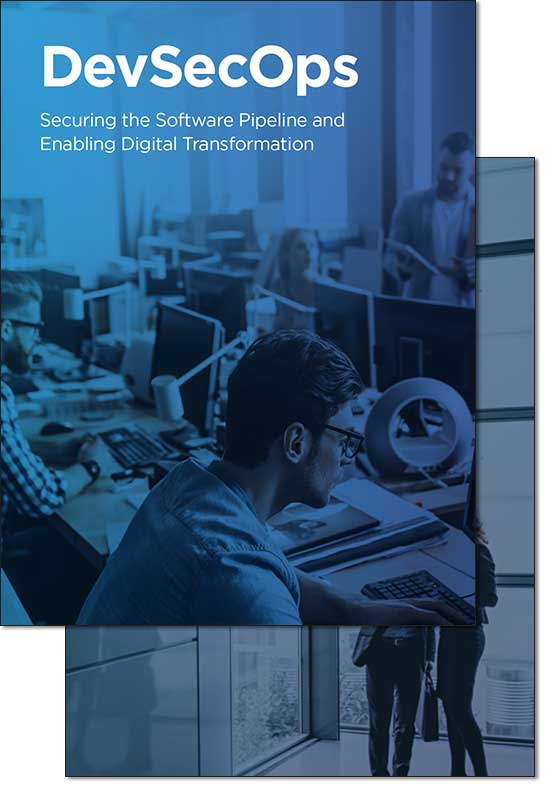 DevSecOps
Securing the Software Pipeline and
Enabling Digital Transformation